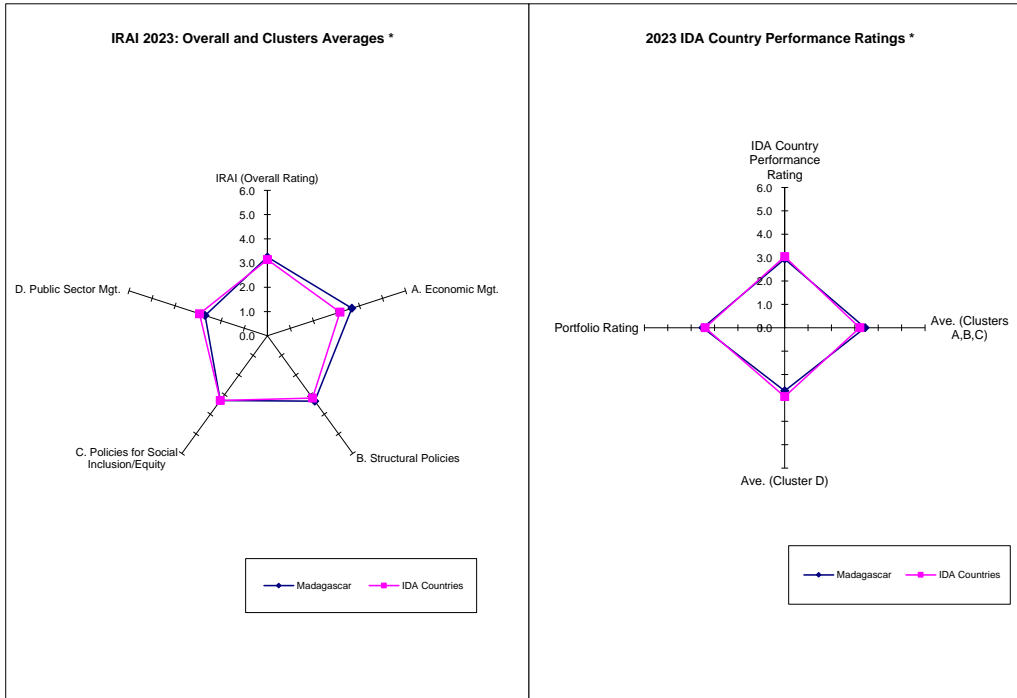 IRAI 2023: Overall and Clusters Averages *
IRAI (Overall Rating)
6.0
5.0
4.0
3.0
2.0
1.0
0.0
A. Economic Mgt.
B. Structural Policies
C. Policies for Social
Inclusion/Equity
D. Public Sector Mgt.
Madagascar
IDA Countries
2023 IDA Country Performance Ratings *
IDA Country
Performance
Rating
6.0
5.0
4.0
3.0
2.0
1.0
0.0
Ave. (Clusters
A,B,C)
Ave. (Cluster D)
Portfolio Rating
Madagascar
IDA Countries